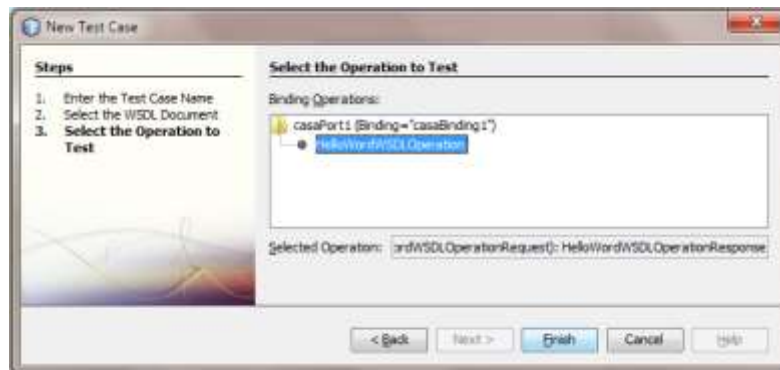 New Test Case
Steps
1. Enter the Test Case Name
2. Select the WSDL Document
3. Select the Operation to
Test
Select the Operation to Test
Binding Operations:
casaPort1 (Binding="casaBinding1")
HelloWordWSDLOperation
Selected Operation: ordWSDLOperationRequest): HelloWordWSDLOperationResponse
< Back Next > Finish Cancel Help